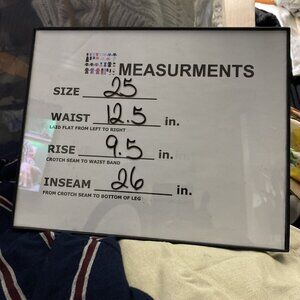 MEASURMENTS
SIZE 25
WAIST 12.5 in.
LAID FLAT FROM LEFT TO RIGHT
RISE 9.5 in.
CROTCH SEAM TO WAIST BAND
INSEAM 26 in.
FROM CROTCH SEAM TO BOTTOM OF LEG